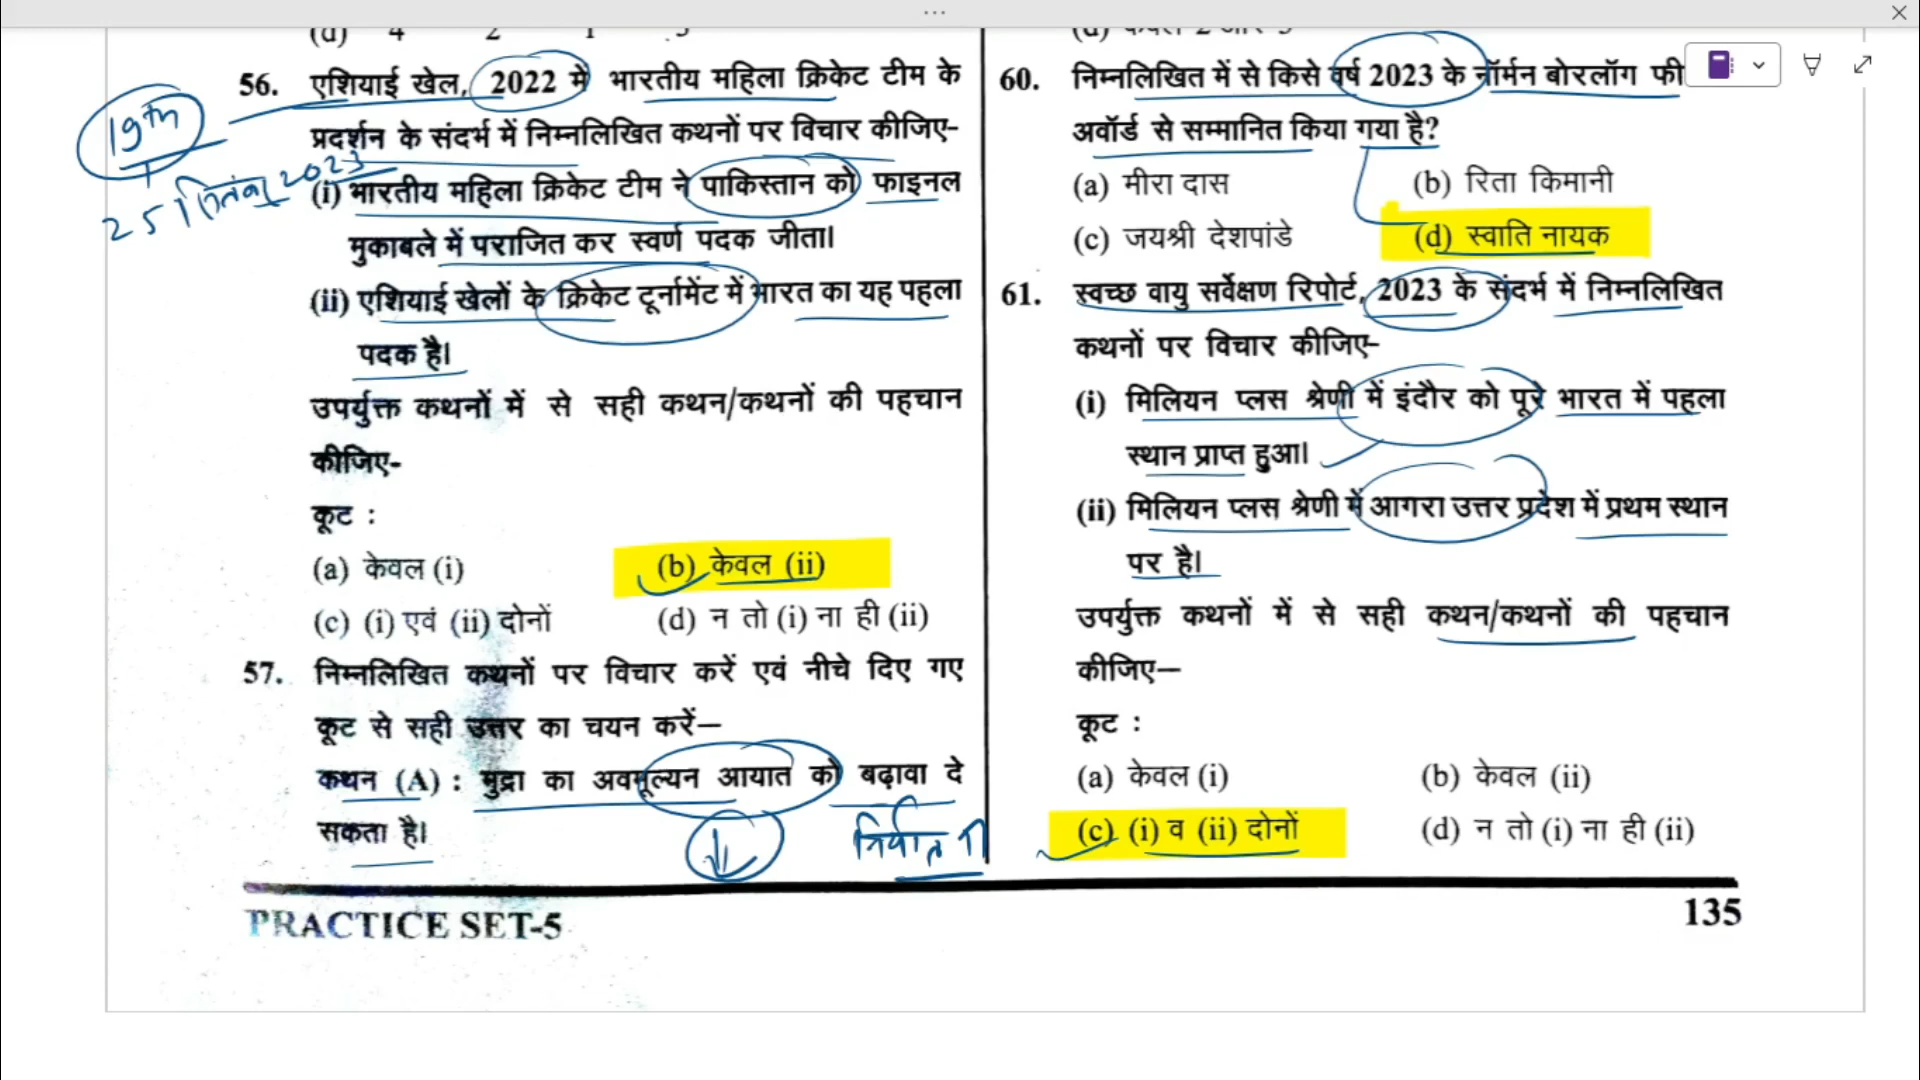 56. एशियाई खेल, 2022 में भारतीय महिला क्रिकेट टीम के
प्रदर्शन के संदर्भ में निम्नलिखित कथनों पर विचार कीजिए-
(i) भारतीय महिला क्रिकेट टीम ने पाकिस्तान को फाइनल
मुकाबले में पराजित कर स्वर्ण पदक जीता।
(ii) एशियाई खेलों के क्रिकेट टूर्नामेंट में भारत का यह पहला
पदक है।
उपर्युक्त कथनों में से सही कथन/कथनों की पहचान
कीजिए-
कूट :
(a) केवल (i)
(b) केवल (ii)
(c) (i) एवं (ii) दोनों
(d) न तो (i) ना ही (ii)
57. निम्नलिखित कथनों पर विचार करें एवं नीचे दिए गए
कूट से सही उत्तर का चयन करें–
कथन (A) : मुद्रा का अवमूल्यन आयात को बढ़ावा दे
सकता है।
19th
25 सितंबर 2023
निर्यात ↑
60. निम्नलिखित में से किसे वर्ष 2023 के नॉर्मन बोरलॉग फी
अवॉर्ड से सम्मानित किया गया है?
(a) मीरा दास
(b) रिता किमानी
(c) जयश्री देशपांडे
(d) स्वाति नायक
61. स्वच्छ वायु सर्वेक्षण रिपोर्ट, 2023 के संदर्भ में निम्नलिखित
कथनों पर विचार कीजिए-
(i) मिलियन प्लस श्रेणी में इंदौर को पूरे भारत में पहला
स्थान प्राप्त हुआ।
(ii) मिलियन प्लस श्रेणी में आगरा उत्तर प्रदेश में प्रथम स्थान
पर है।
उपर्युक्त कथनों में से सही कथन/कथनों की पहचान
कीजिए—
कूट :
(a) केवल (i)
(b) केवल (ii)
(c) (i) व (ii) दोनों
(d) न तो (i) ना ही (ii)
PRACTICE SET-5
135